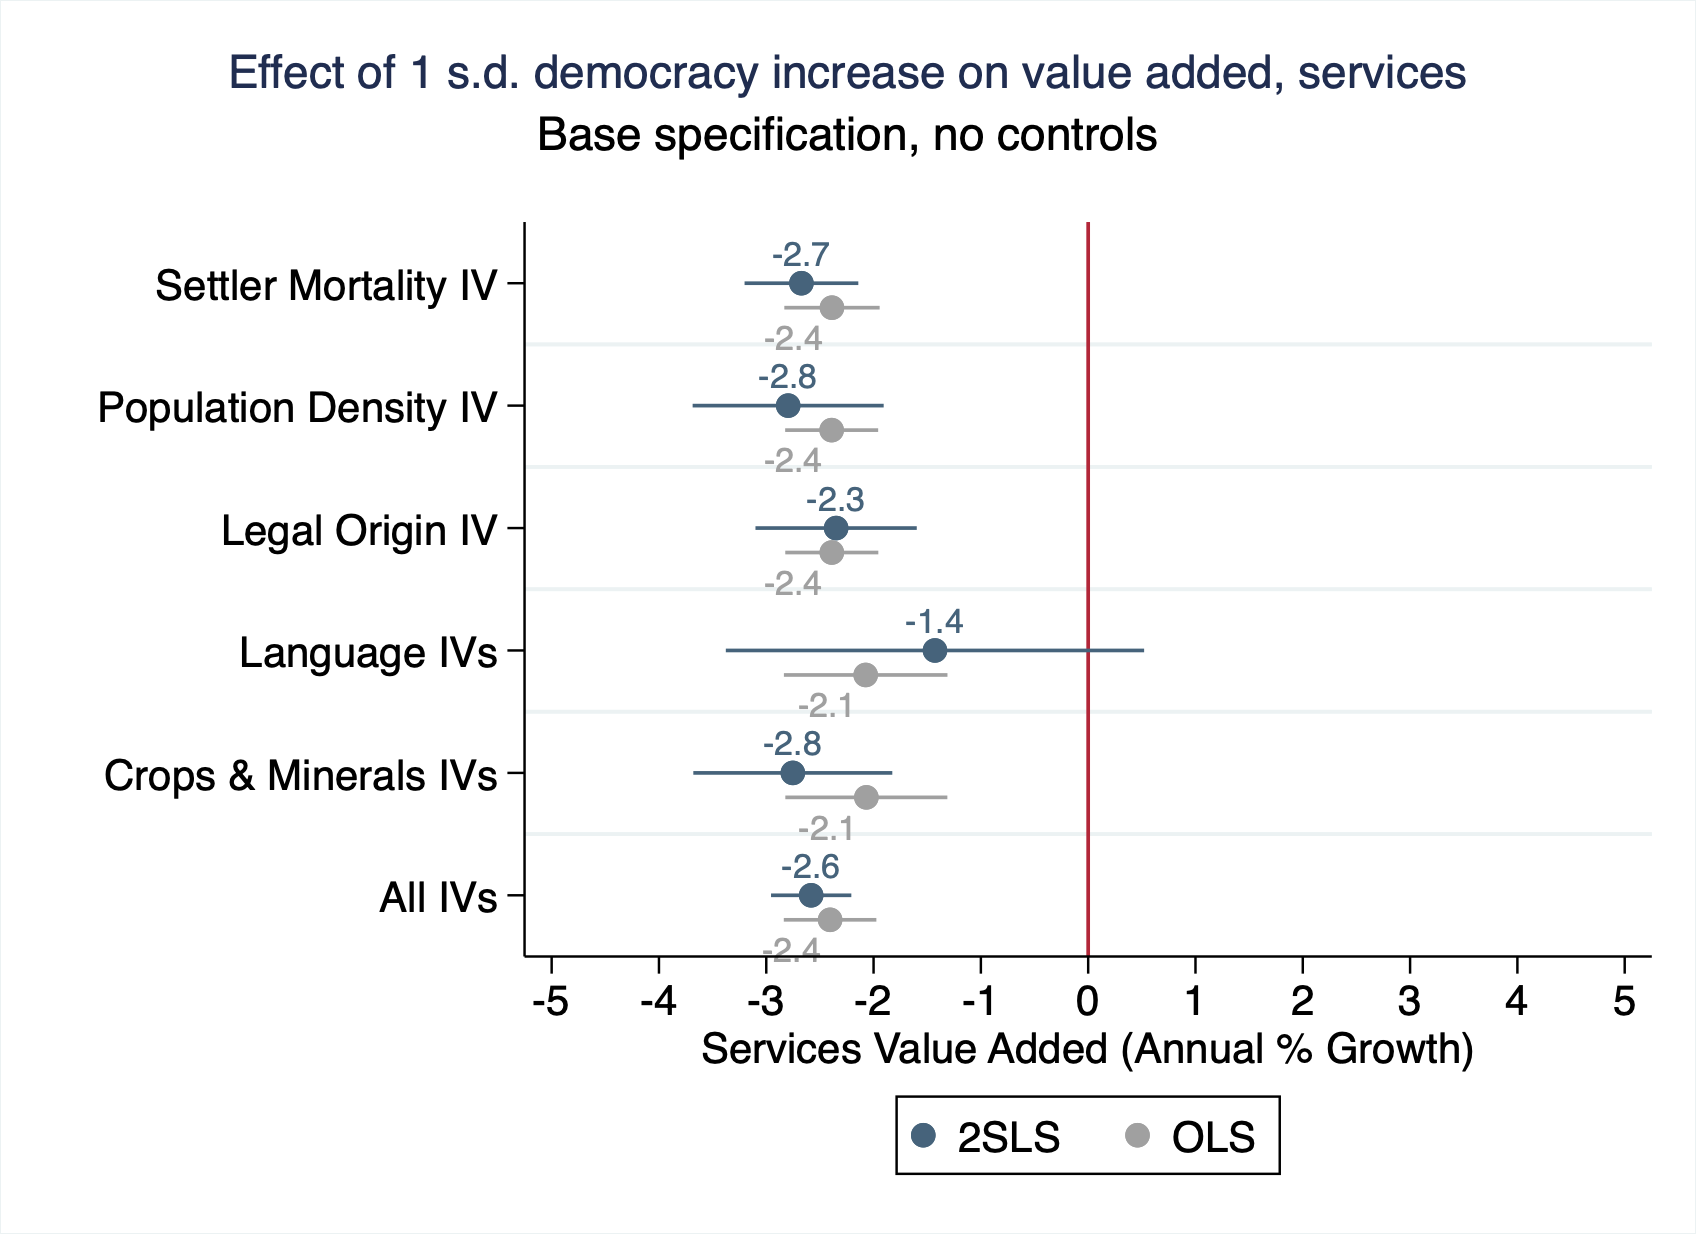 Effect of 1 s.d. democracy increase on value added, services
Base specification, no controls
-2.7
Settler Mortality IV
-2.4
-2.8
Population Density IV
-2.4
-2.3
Legal Origin IV
-2.4
-1.4
Language IVs
-2.1
-2.8
Crops & Minerals IVs
-2.1
-2.6
All IVs
-2.4
-5 -4 -3 -2 -1 0 1 2 3 4 5
Services Value Added (Annual % Growth)
2SLS OLS